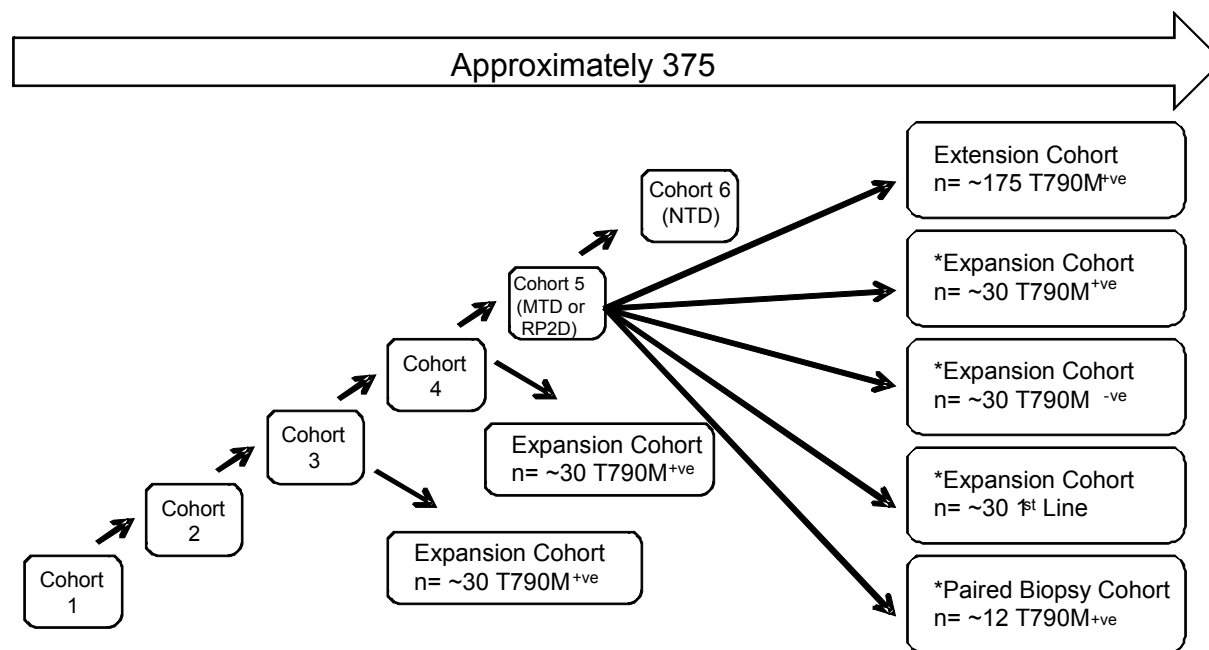 Approximately 375
Extension Cohort
n= ~175 T790M+ve
Cohort 6
(NTD)
*Expansion Cohort
n= ~30 T790M+ve
Cohort 5
(MTD or
RP2D)
*Expansion Cohort
n= ~30 T790M -ve
Cohort
4
Expansion Cohort
n= ~30 T790M+ve
Cohort
3
*Expansion Cohort
n= ~30 1st Line
Cohort
2
Expansion Cohort
n= ~30 T790M+ve
Cohort
1
*Paired Biopsy Cohort
n= ~12 T790M+ve